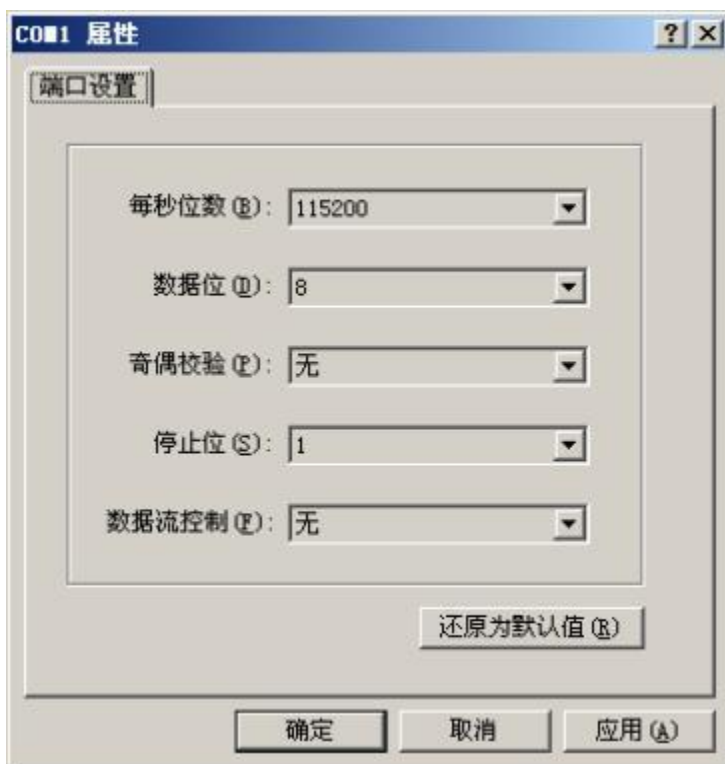 COM1 属性
端口设置
每秒位数(B): 115200
数据位(D): 8
奇偶校验(P): 无
停止位(S): 1
数据流控制(F): 无
还原为默认值(R)
确定 取消 应用(A)